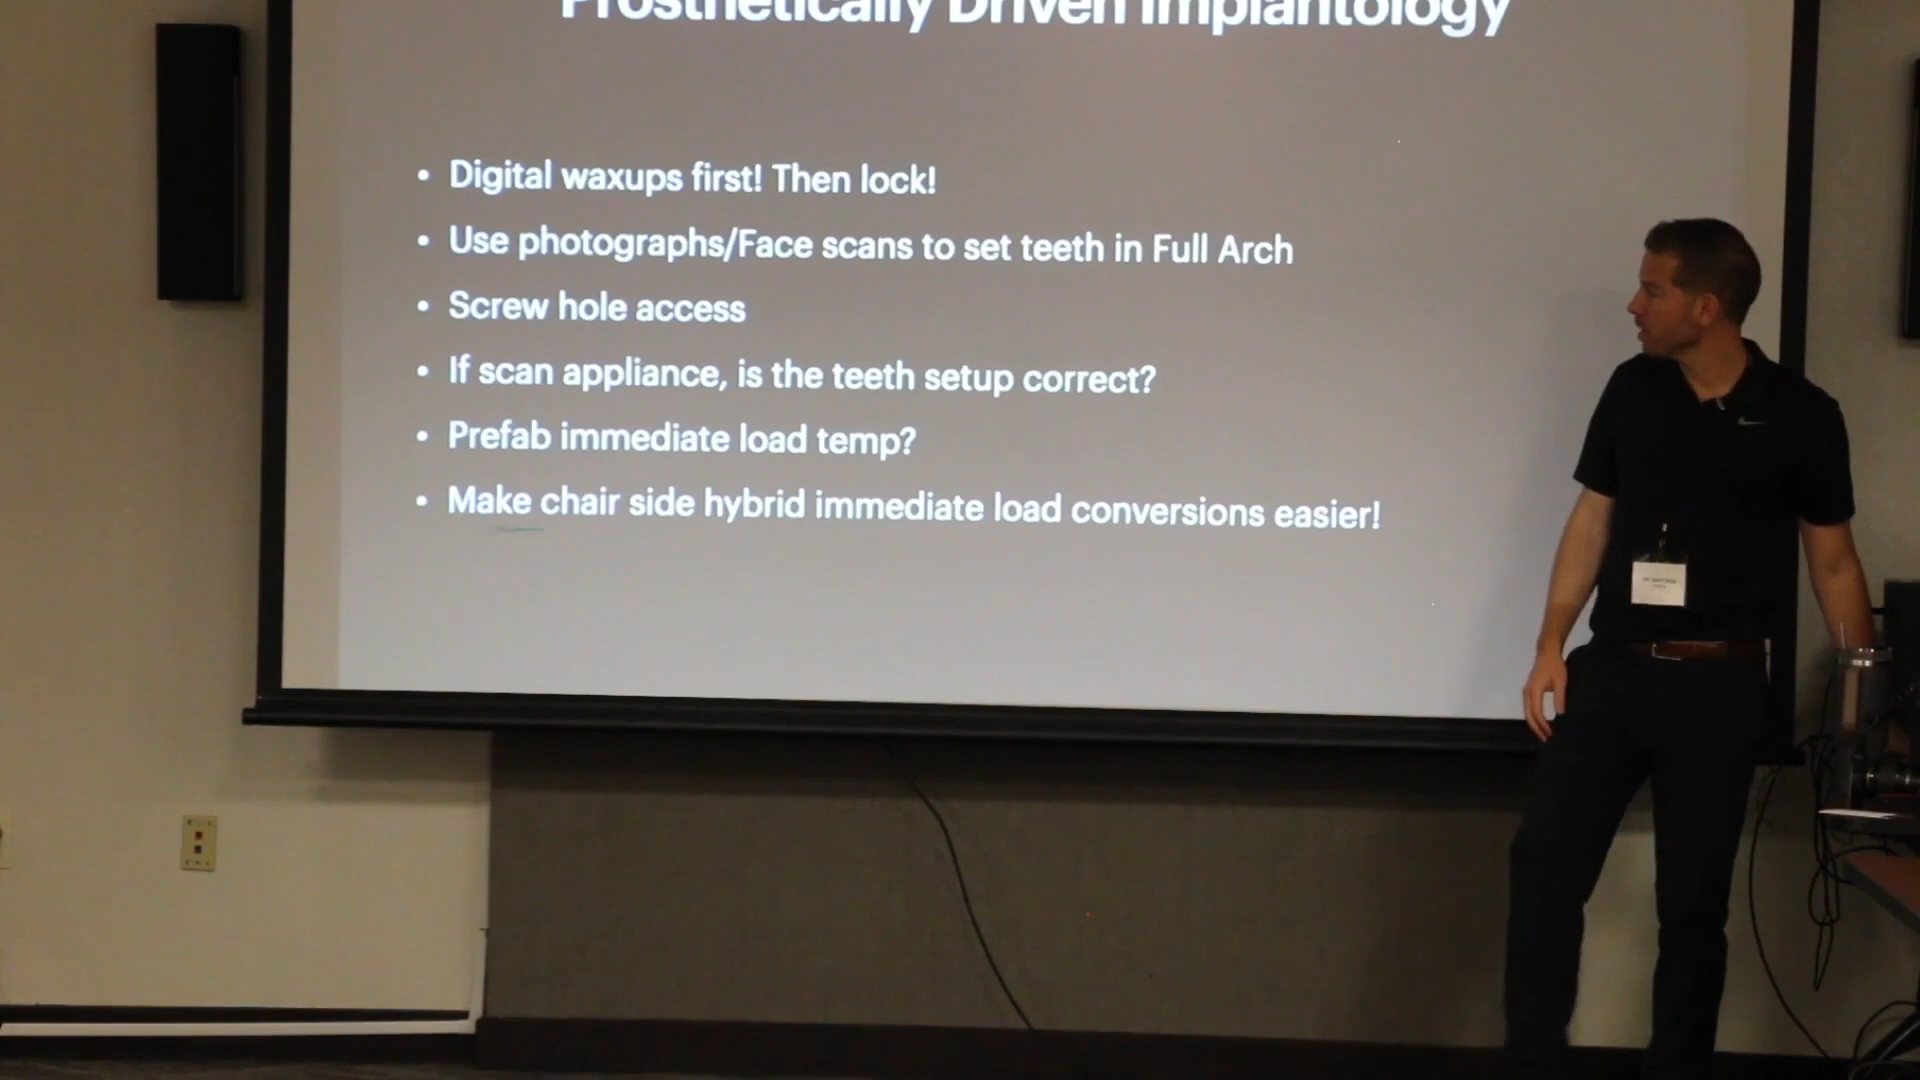 Prosthetically Driven Implantology
• Digital waxups first! Then lock!
• Use photographs/Face scans to set teeth in Full Arch
• Screw hole access
• If scan appliance, is the teeth setup correct?
• Prefab immediate load temp?
• Make chair side hybrid immediate load conversions easier!